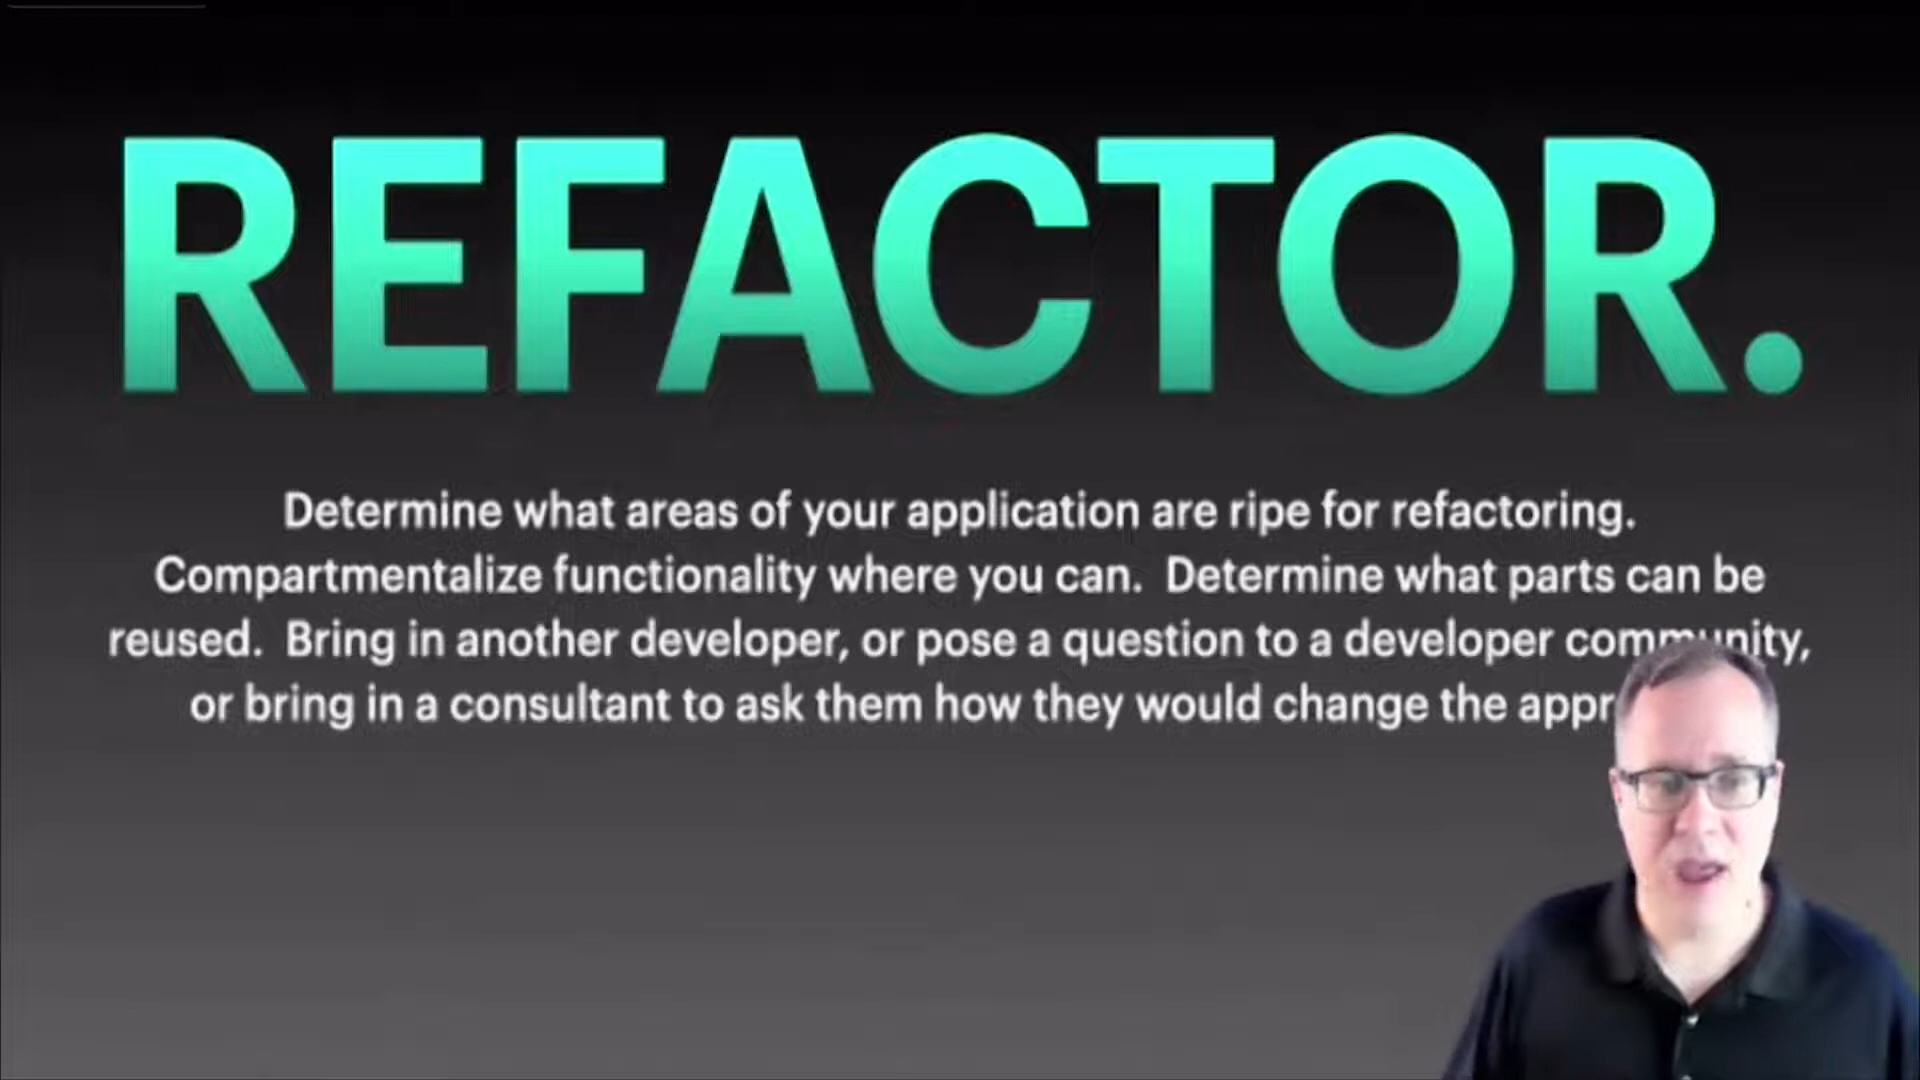 REFACTOR.
Determine what areas of your application are ripe for refactoring.
Compartmentalize functionality where you can. Determine what parts can be
reused. Bring in another developer, or pose a question to a developer community,
or bring in a consultant to ask them how they would change the